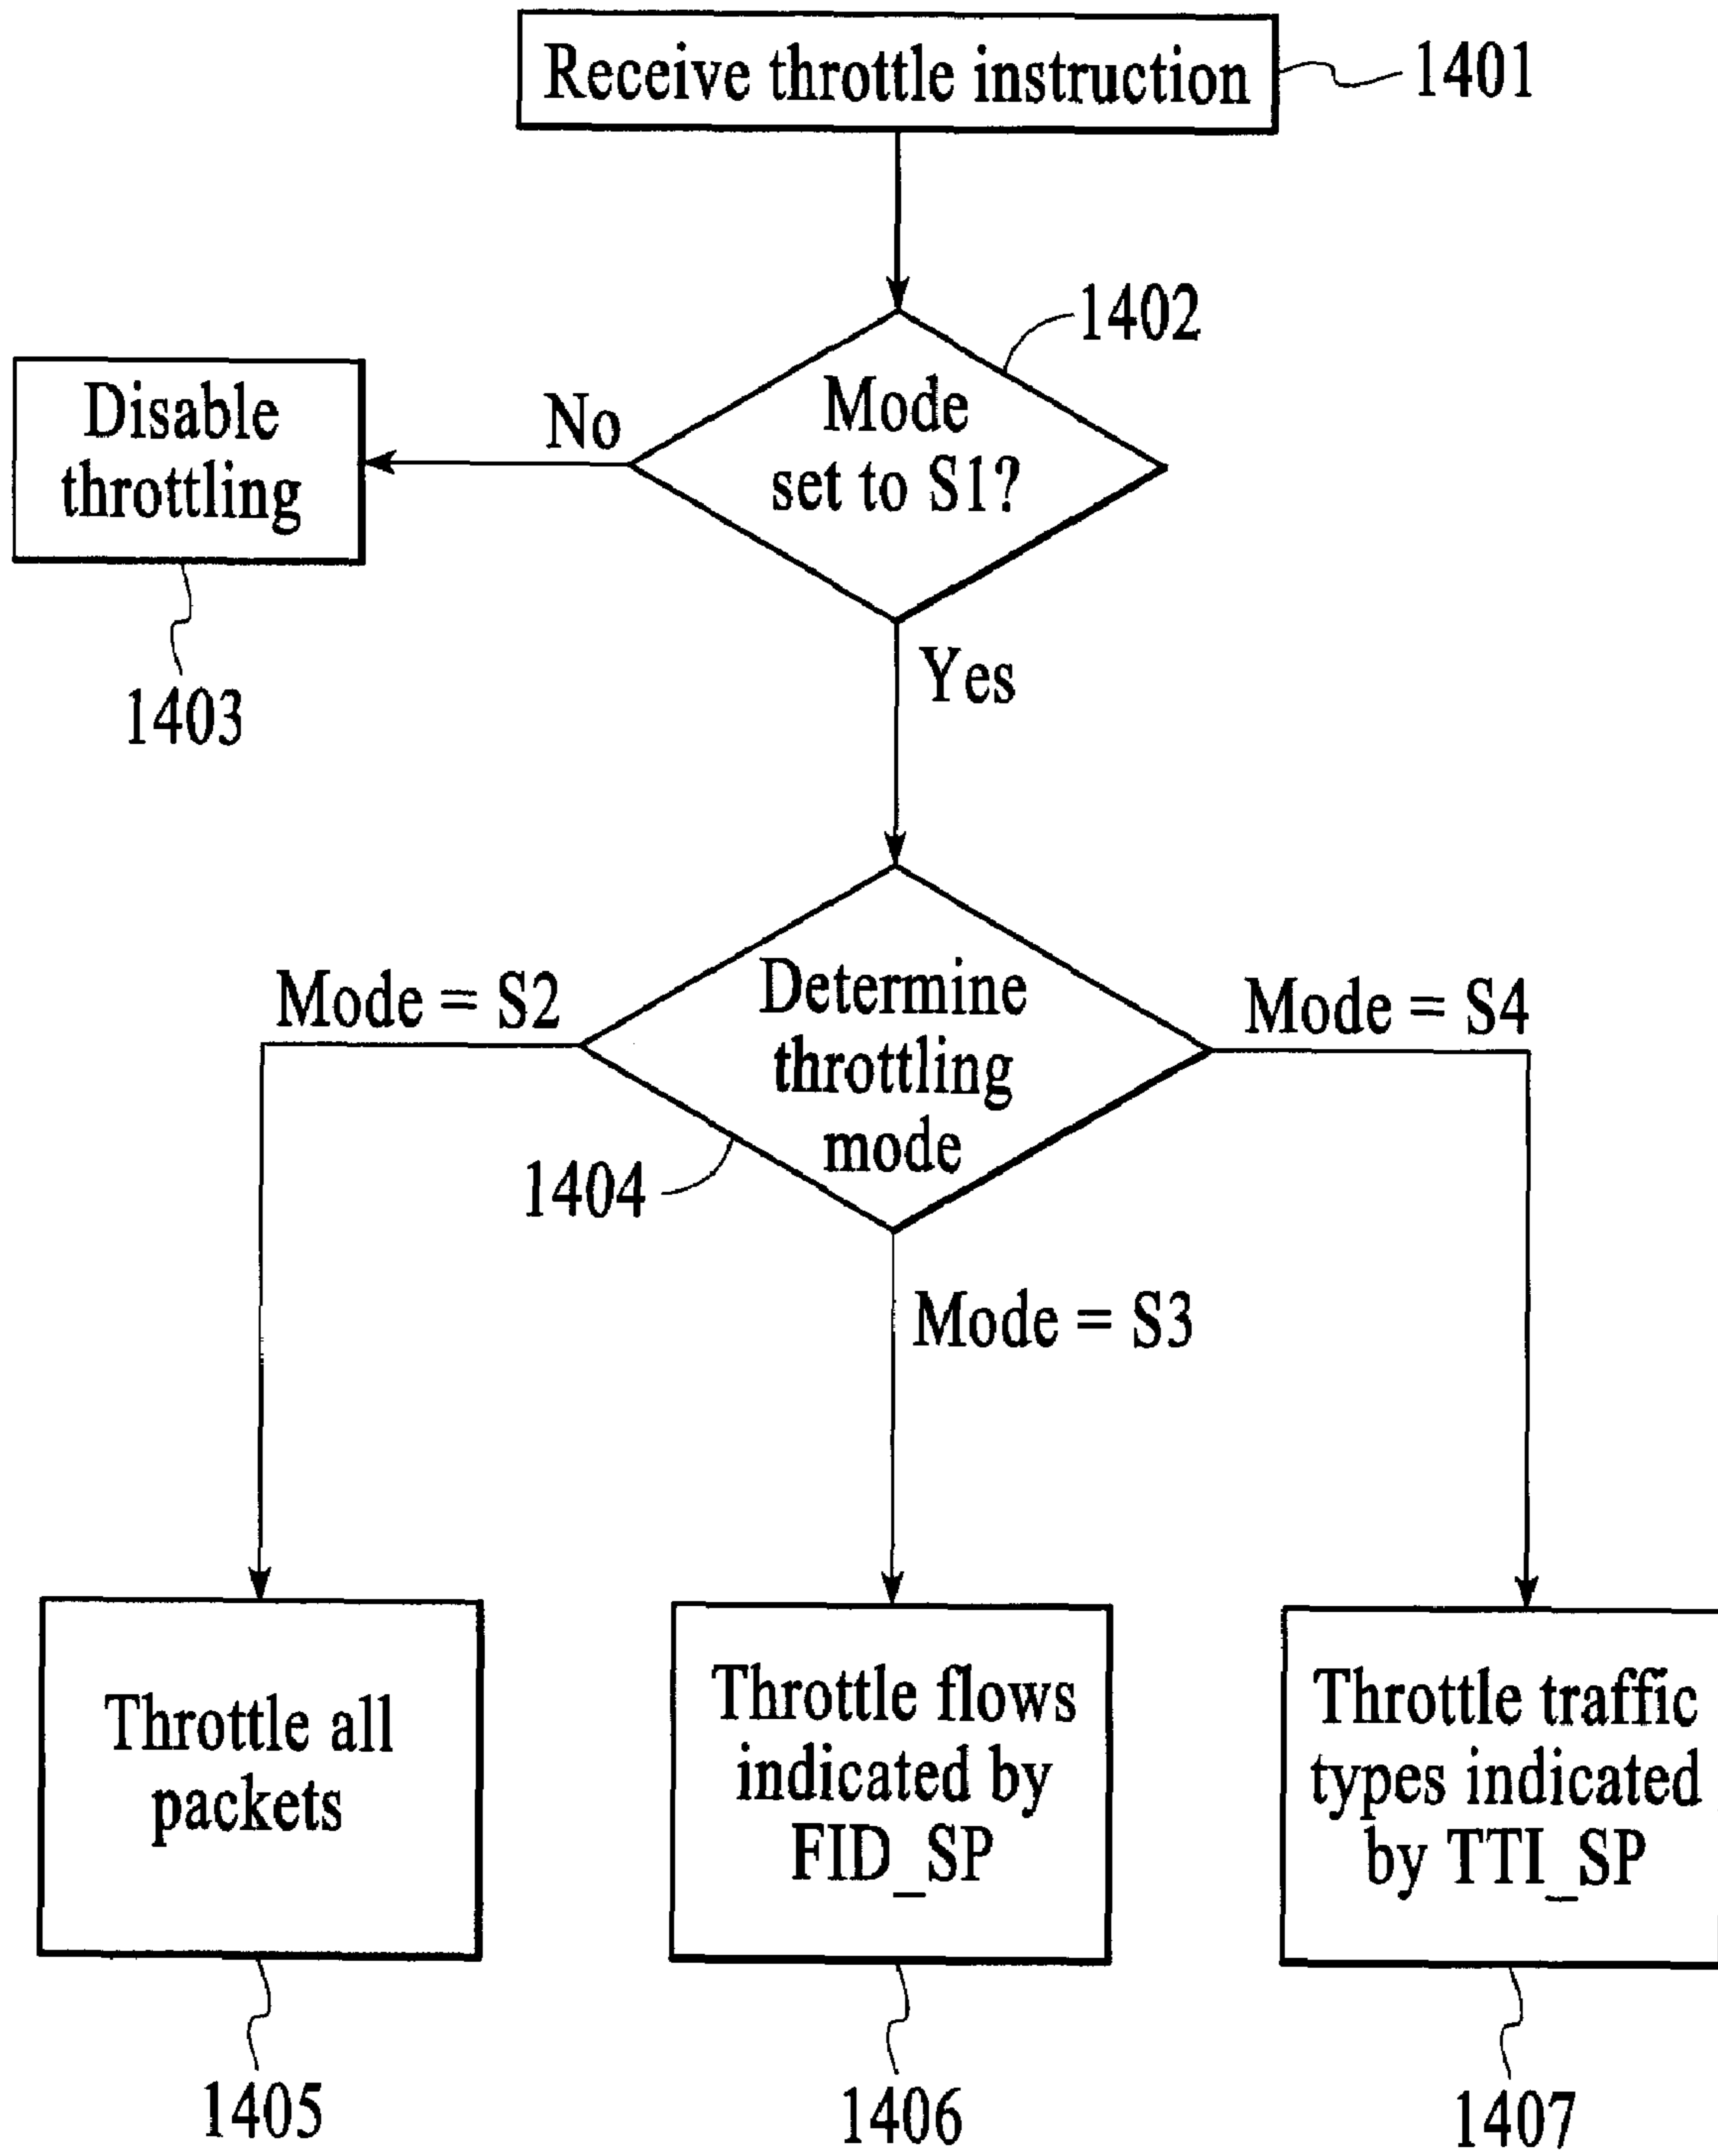 Receive throttle instruction
1401
1402
Mode
set to S1?
No
Disable
throttling
1403
Yes
Mode = S2
Determine
throttling
mode
Mode = S4
1404
Mode = S3
Throttle all
packets
Throttle flows
indicated by
FID_SP
Throttle traffic
types indicated
by TTI_SP
1405
1406
1407